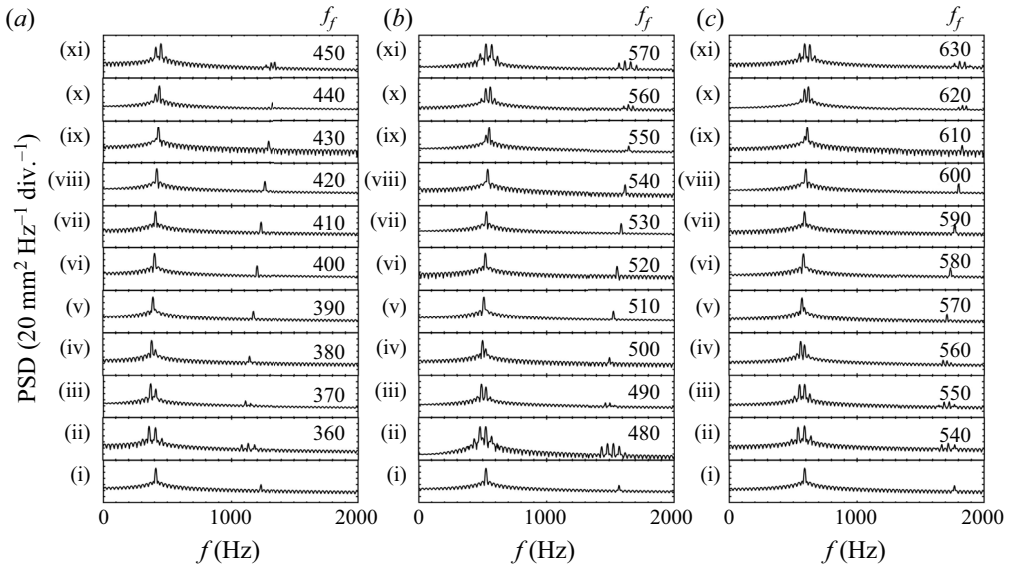 (a) f_f (b) f_f (c) f_f
(xi) 450 (xi) 570 (xi) 630
(x) 440 (x) 560 (x) 620
(ix) 430 (ix) 550 (ix) 610
(viii) 420 (viii) 540 (viii) 600
(vii) 410 (vii) 530 (vii) 590
(vi) 400 (vi) 520 (vi) 580
(v) 390 (v) 510 (v) 570
(iv) 380 (iv) 500 (iv) 560
(iii) 370 (iii) 490 (iii) 550
(ii) 360 (ii) 480 (ii) 540
(i) (i) (i)
PSD (20 mm² Hz⁻¹ div.⁻¹)
0 1000 2000 0 1000 2000 0 1000 2000
f (Hz) f (Hz) f (Hz)